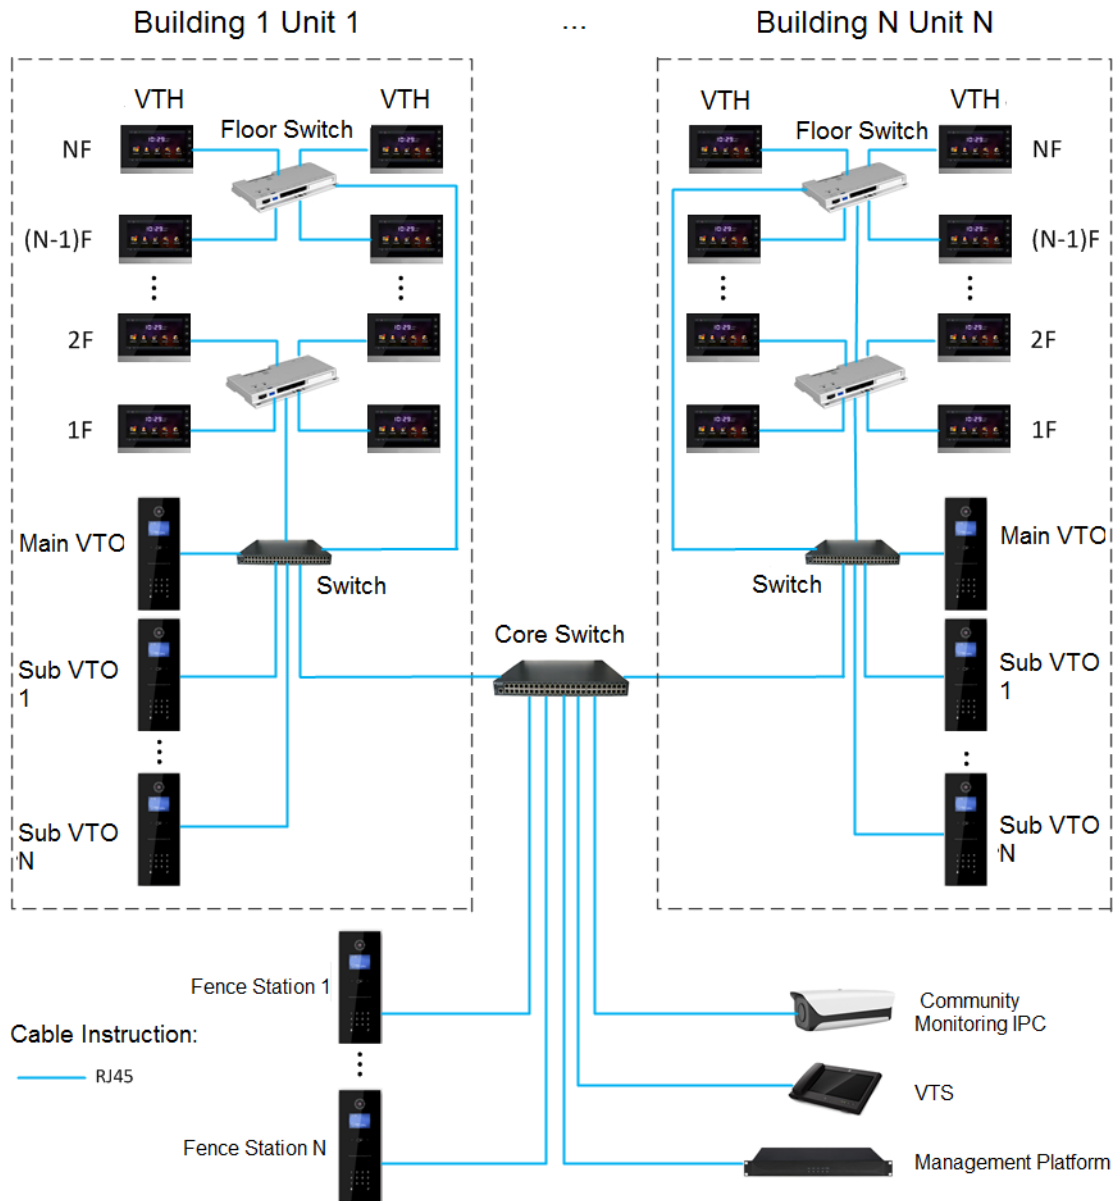 Building 1 Unit 1
...
Building N Unit N
VTH
VTH
Floor Switch
NF
(N-1)F
2F
1F
Main VTO
Switch
Sub VTO
1
Sub VTO
N
VTH
VTH
Floor Switch
NF
(N-1)F
2F
1F
Main VTO
Switch
Sub VTO
1
Sub VTO
N
Core Switch
Fence Station 1
Fence Station N
Cable Instruction:
RJ45
Community
Monitoring IPC
VTS
Management Platform